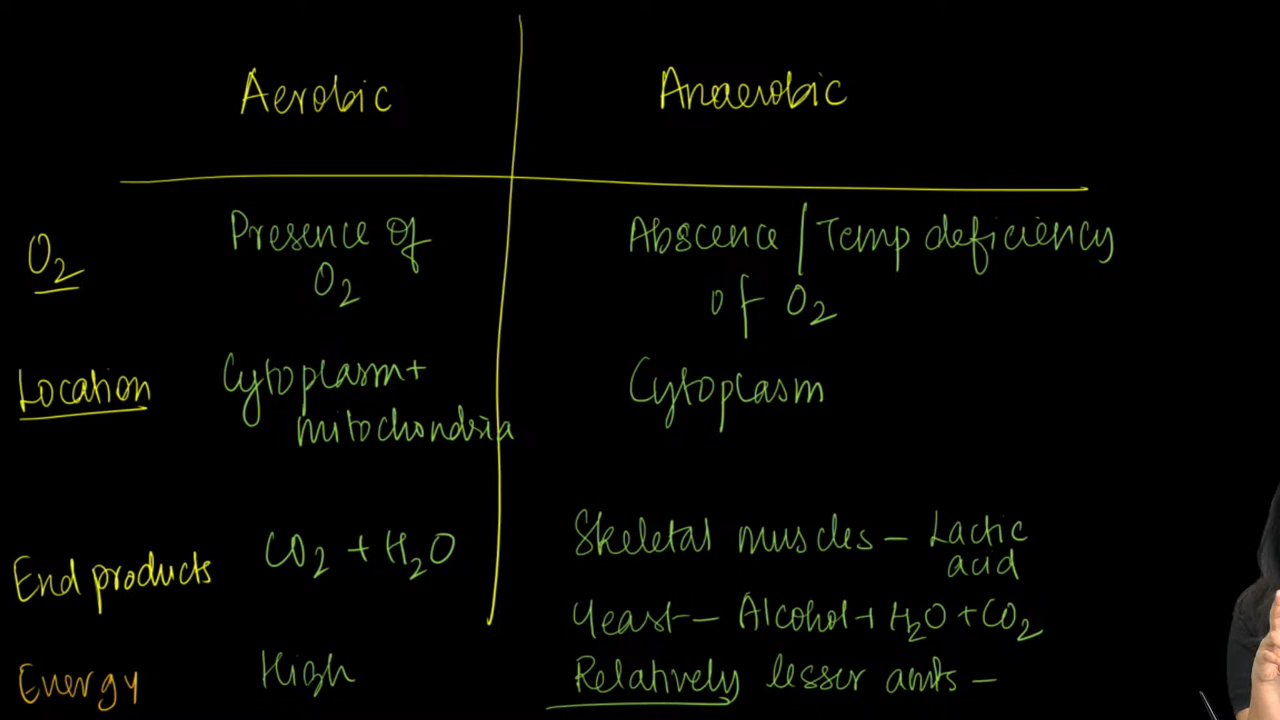 Aerobic Anaerobic
O2 Presence of O2 Abscence / Temp deficiency of O2
Location Cytoplasm + mitochondria Cytoplasm
End products CO2 + H2O Skeletal muscles - Lactic acid
Yeast - Alcohol + H2O + CO2
Energy High Relatively lesser amts -